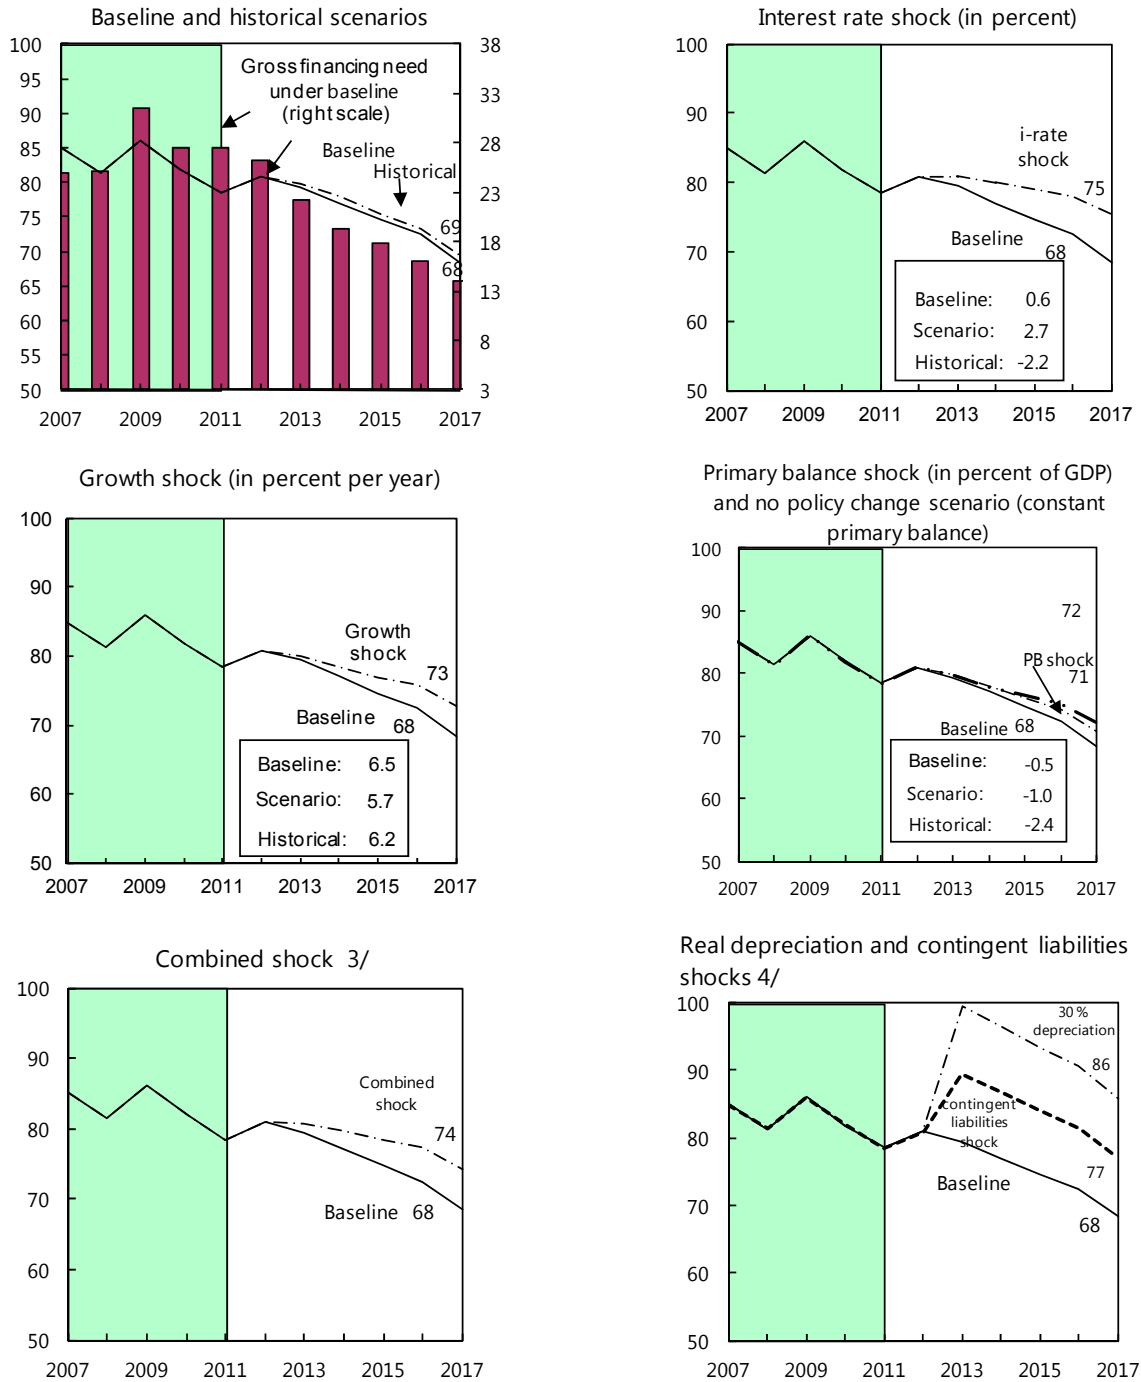 Baseline and historical scenarios
100
95
90
85
80
75
70
65
60
55
50
38
33
28
23
18
13
8
3
Gross financing need
under baseline
(right scale)
Baseline
Historical
69
68
2007 2009 2011 2013 2015 2017
Interest rate shock (in percent)
100
90
80
70
60
50
i-rate
shock
75
Baseline
68
Baseline: 0.6
Scenario: 2.7
Historical: -2.2
2007 2009 2011 2013 2015 2017
Growth shock (in percent per year)
100
90
80
70
60
50
Growth
shock
73
Baseline
68
Baseline: 6.5
Scenario: 5.7
Historical: 6.2
2007 2009 2011 2013 2015 2017
Primary balance shock (in percent of GDP)
and no policy change scenario (constant
primary balance)
100
90
80
70
60
50
72
PB shock
71
Baseline 68
Baseline: -0.5
Scenario: -1.0
Historical: -2.4
2007 2009 2011 2013 2015 2017
Combined shock 3/
100
90
80
70
60
50
Combined
shock
74
Baseline 68
2007 2009 2011 2013 2015 2017
Real depreciation and contingent liabilities
shocks 4/
100
90
80
70
60
50
30 %
depreciation
86
contingent
liabilities
shock
77
Baseline
68
2007 2009 2011 2013 2015 2017